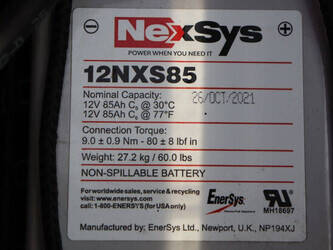 NexSys
POWER WHEN YOU NEED IT
12NXS85
Nominal Capacity: 26/OCT/2021
12V 85Ah C₆ @ 30°C
12V 85Ah C₆ @ 77°F
Connection Torque:
9.0 ± 0.9 Nm - 80 ± 8 lbf in
Weight: 27.2 kg / 60.0 lbs
NON-SPILLABLE BATTERY
For worldwide sales, service & recycling
visit: www.enersys.com
call: 1-800-ENERSYS (for USA only)
EnerSys
MH18697
Manufactured by: EnerSys Ltd., Newport, U.K., NP194XJ